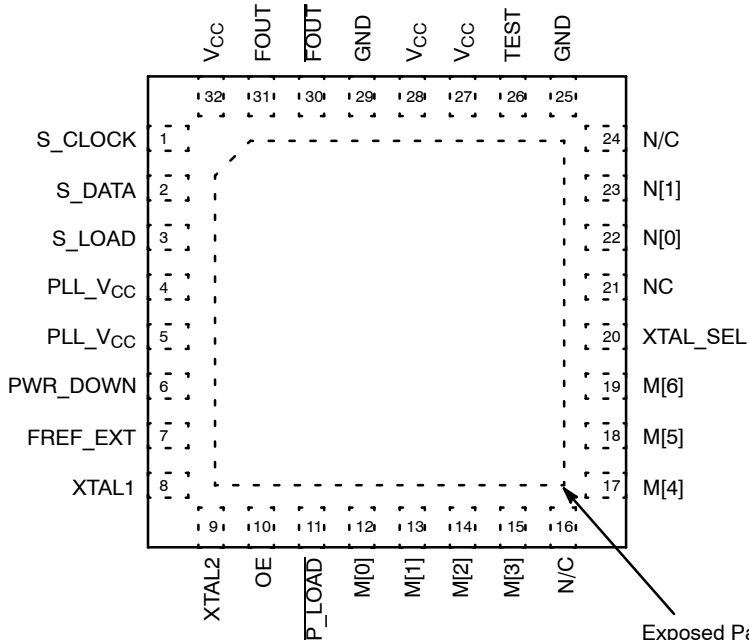 VCC FOUT FOUT GND VCC VCC TEST GND
32 31 30 29 28 27 26 25
S_CLOCK 1 24 N/C
S_DATA 2 23 N[1]
S_LOAD 3 22 N[0]
PLL_VCC 4 21 NC
PLL_VCC 5 20 XTAL_SEL
PWR_DOWN 6 19 M[6]
FREF_EXT 7 18 M[5]
XTAL1 8 17 M[4]
9 10 11 12 13 14 15 16
XTAL2 OE P_LOAD M[0] M[1] M[2] M[3] N/C
Exposed Pa